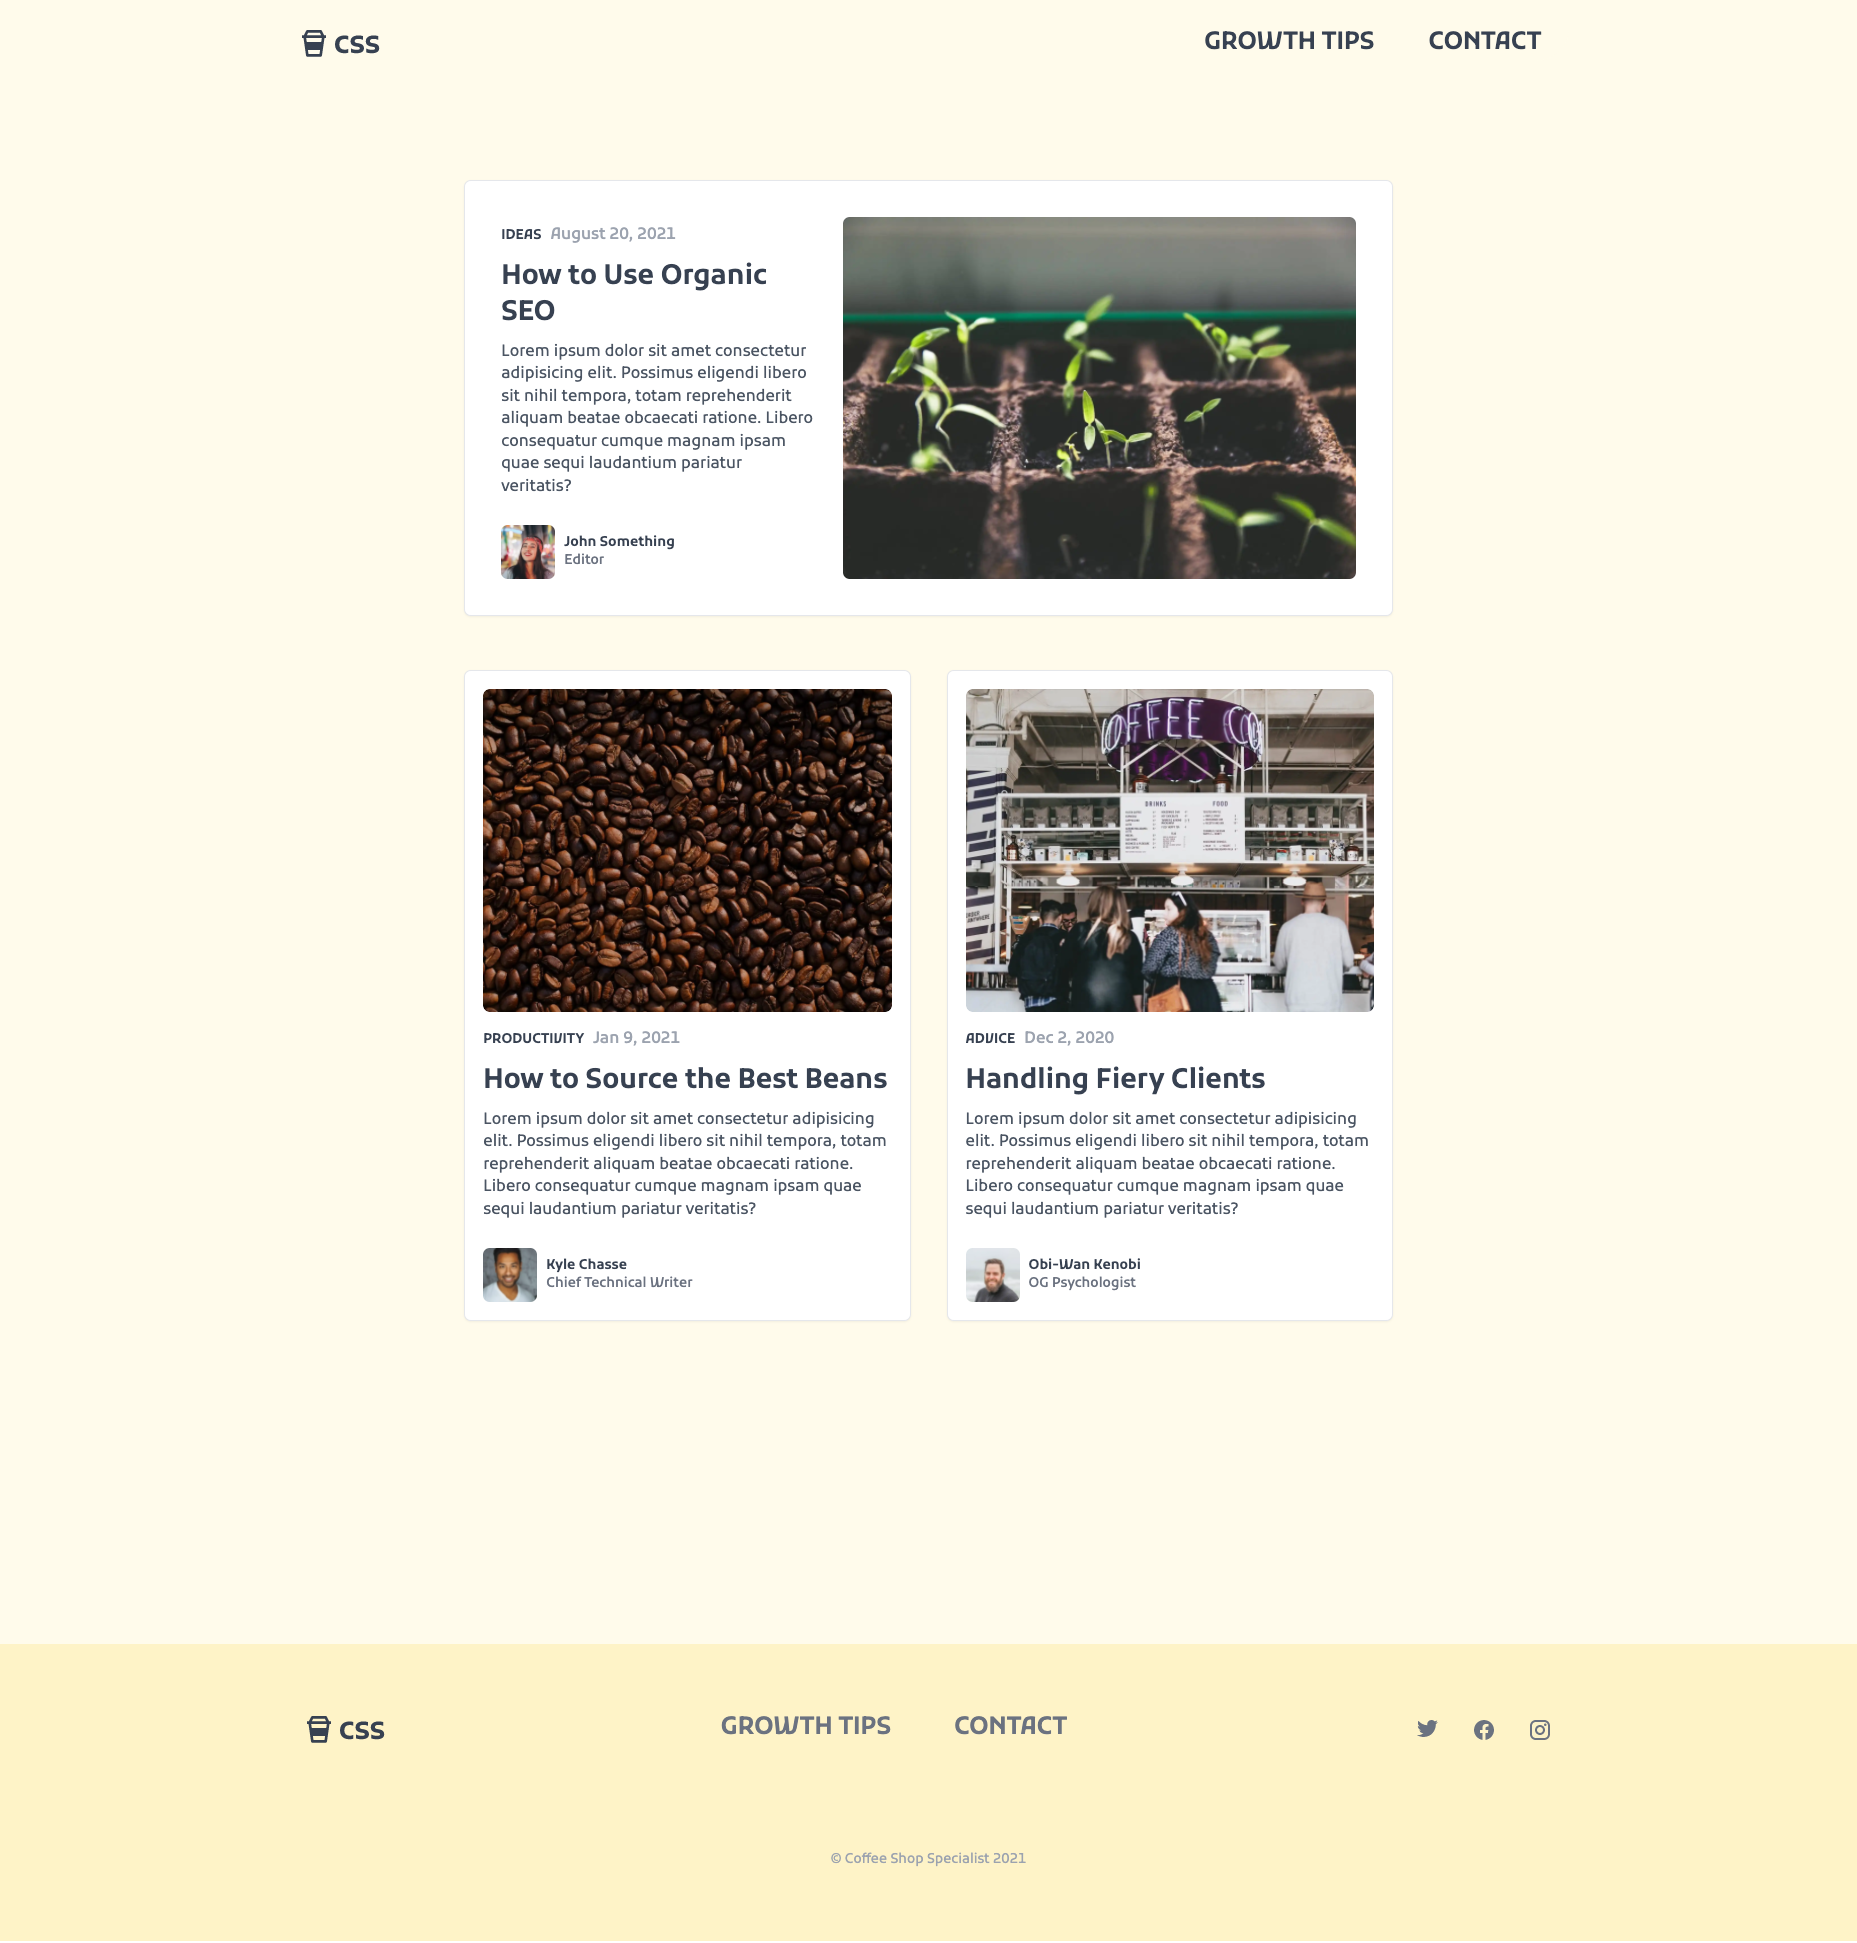 CSS
GROWTH TIPS
CONTACT
IDEAS August 20, 2021
How to Use Organic
SEO
Lorem ipsum dolor sit amet consectetur
adipisicing elit. Possimus eligendi libero
sit nihil tempora, totam reprehenderit
aliquam beatae obcaecati ratione. Libero
consequatur cumque magnam ipsam
quae sequi laudantium pariatur
veritatis?
John Something
Editor
OFFEE CO
DRINKS FOOD
PRODUCTIVITY Jan 9, 2021
How to Source the Best Beans
Lorem ipsum dolor sit amet consectetur adipisicing
elit. Possimus eligendi libero sit nihil tempora, totam
reprehenderit aliquam beatae obcaecati ratione.
Libero consequatur cumque magnam ipsam quae
sequi laudantium pariatur veritatis?
Kyle Chasse
Chief Technical Writer
ADVICE Dec 2, 2020
Handling Fiery Clients
Lorem ipsum dolor sit amet consectetur adipisicing
elit. Possimus eligendi libero sit nihil tempora, totam
reprehenderit aliquam beatae obcaecati ratione.
Libero consequatur cumque magnam ipsam quae
sequi laudantium pariatur veritatis?
Obi-Wan Kenobi
OG Psychologist
CSS
GROWTH TIPS
CONTACT
© Coffee Shop Specialist 2021